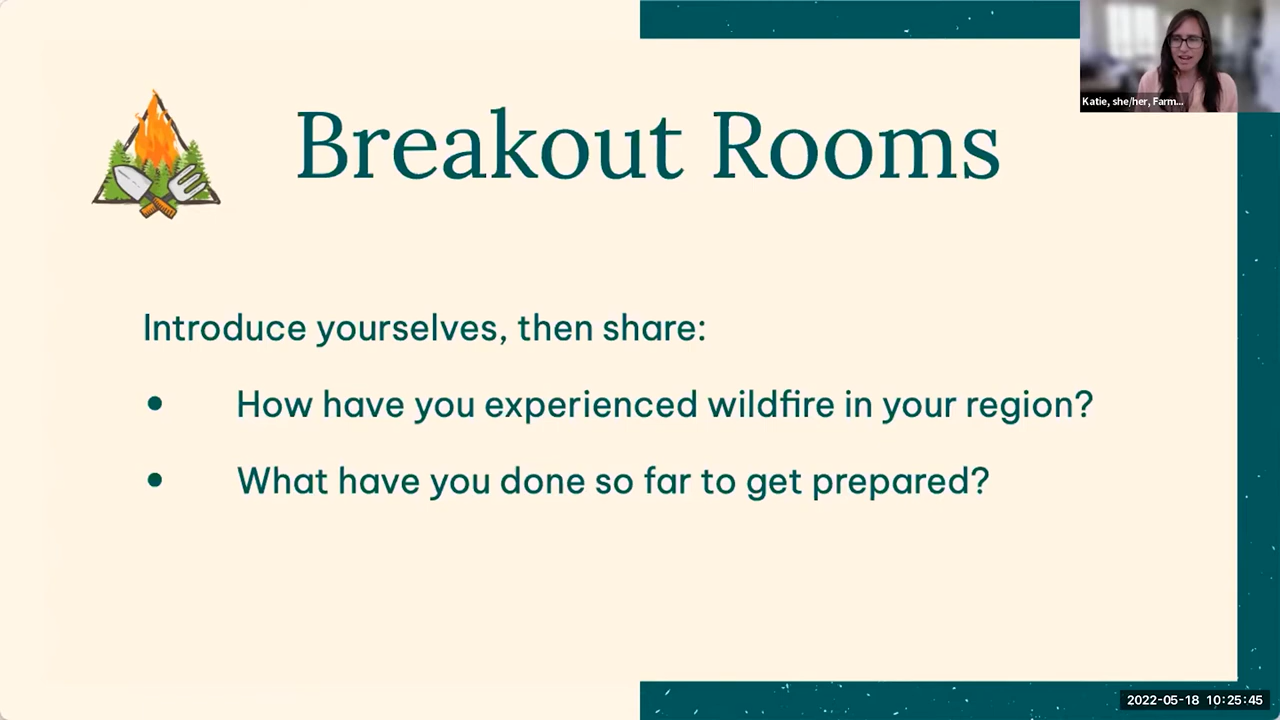 Katie, she/her, Farm...
Breakout Rooms
Introduce yourselves, then share:
• How have you experienced wildfire in your region?
• What have you done so far to get prepared?
2022-05-18 10:25:45